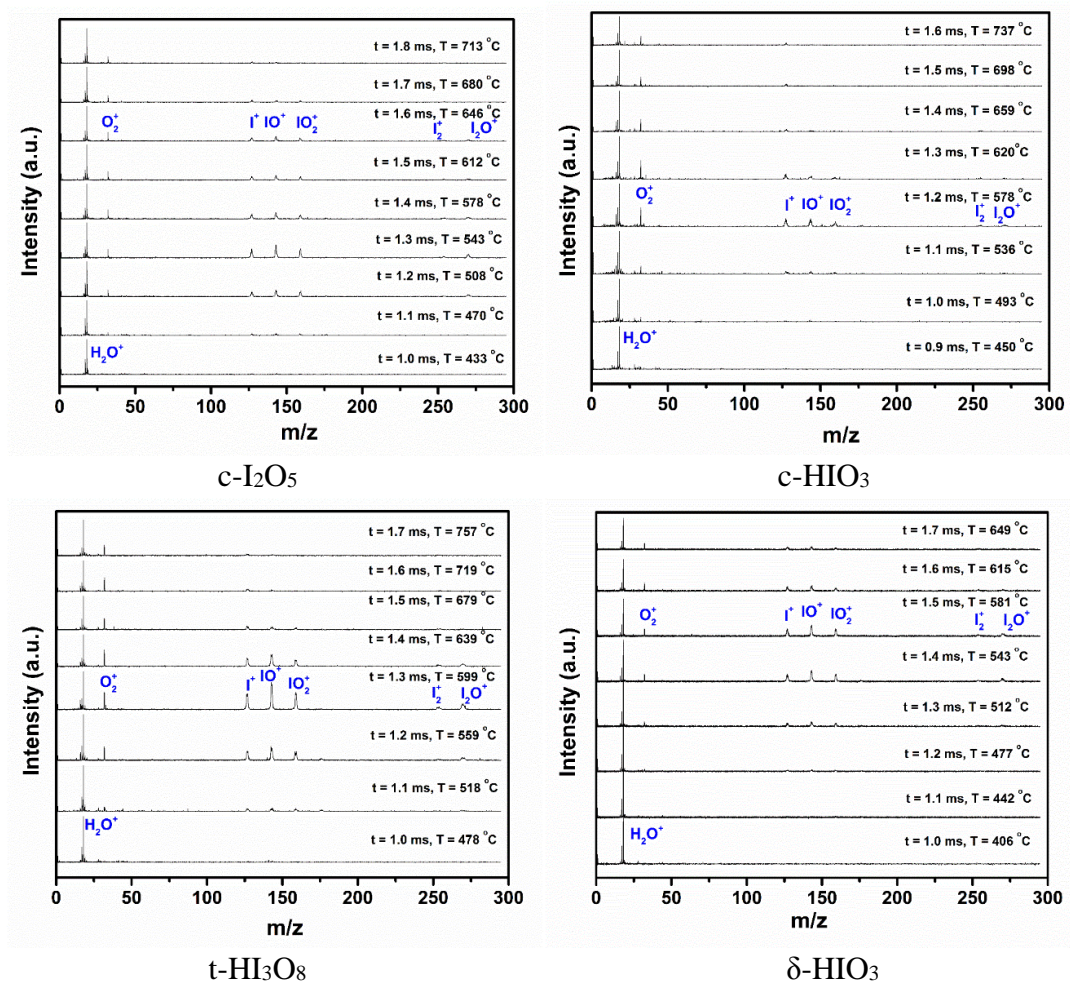 t = 1.8 ms, T = 713 °C
t = 1.7 ms, T = 680 °C
t = 1.6 ms, T = 646 °C
O₂⁺ I⁺ IO⁺ IO₂⁺ I₂⁺ I₂O⁺
t = 1.5 ms, T = 612 °C
t = 1.4 ms, T = 578 °C
t = 1.3 ms, T = 543 °C
t = 1.2 ms, T = 508 °C
t = 1.1 ms, T = 470 °C
H₂O⁺
t = 1.0 ms, T = 433 °C
Intensity (a.u.)
0 50 100 150 200 250 300
m/z
c-I₂O₅
t = 1.6 ms, T = 737 °C
t = 1.5 ms, T = 698 °C
t = 1.4 ms, T = 659 °C
t = 1.3 ms, T = 620 °C
t = 1.2 ms, T = 578 °C
O₂⁺ I⁺ IO⁺ IO₂⁺ I₂⁺ I₂O⁺
t = 1.1 ms, T = 536 °C
t = 1.0 ms, T = 493 °C
H₂O⁺
t = 0.9 ms, T = 450 °C
Intensity (a.u.)
0 50 100 150 200 250 300
m/z
c-HIO₃
t = 1.7 ms, T = 757 °C
t = 1.6 ms, T = 719 °C
t = 1.5 ms, T = 679 °C
t = 1.4 ms, T = 639 °C
t = 1.3 ms, T = 599 °C
O₂⁺ I⁺ IO⁺ IO₂⁺ I₂⁺ I₂O⁺
t = 1.2 ms, T = 559 °C
t = 1.1 ms, T = 518 °C
H₂O⁺
t = 1.0 ms, T = 478 °C
Intensity (a.u.)
0 50 100 150 200 250 300
m/z
t-HI₃O₈
t = 1.7 ms, T = 649 °C
t = 1.6 ms, T = 615 °C
t = 1.5 ms, T = 581 °C
O₂⁺ I⁺ IO⁺ IO₂⁺ I₂⁺ I₂O⁺
t = 1.4 ms, T = 543 °C
t = 1.3 ms, T = 512 °C
t = 1.2 ms, T = 477 °C
t = 1.1 ms, T = 442 °C
H₂O⁺
t = 1.0 ms, T = 406 °C
Intensity (a.u.)
0 50 100 150 200 250 300
m/z
δ-HIO₃